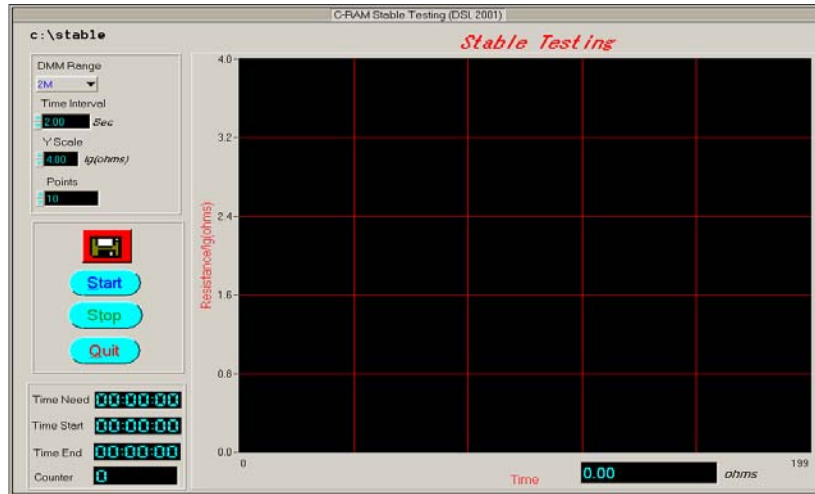 C-RAM Stable Testing (DSL 2001)
c:\stable
Stable Testing
DMM Range
2M
Time Interval
2.00 Sec
Y Scale
4.00 lg(ohms)
Points
10
Start
Stop
Quit
Time Need 00:00:00
Time Start 00:00:00
Time End 00:00:00
Counter 0
Resistance/lg(ohms)
4.0
3.2
2.4
1.6
0.8
0.0
0
199
Time
0.00 ohms